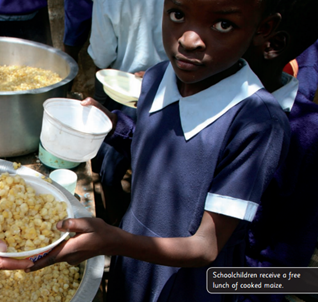 Schoolchildren receive a free
lunch of cooked maize.